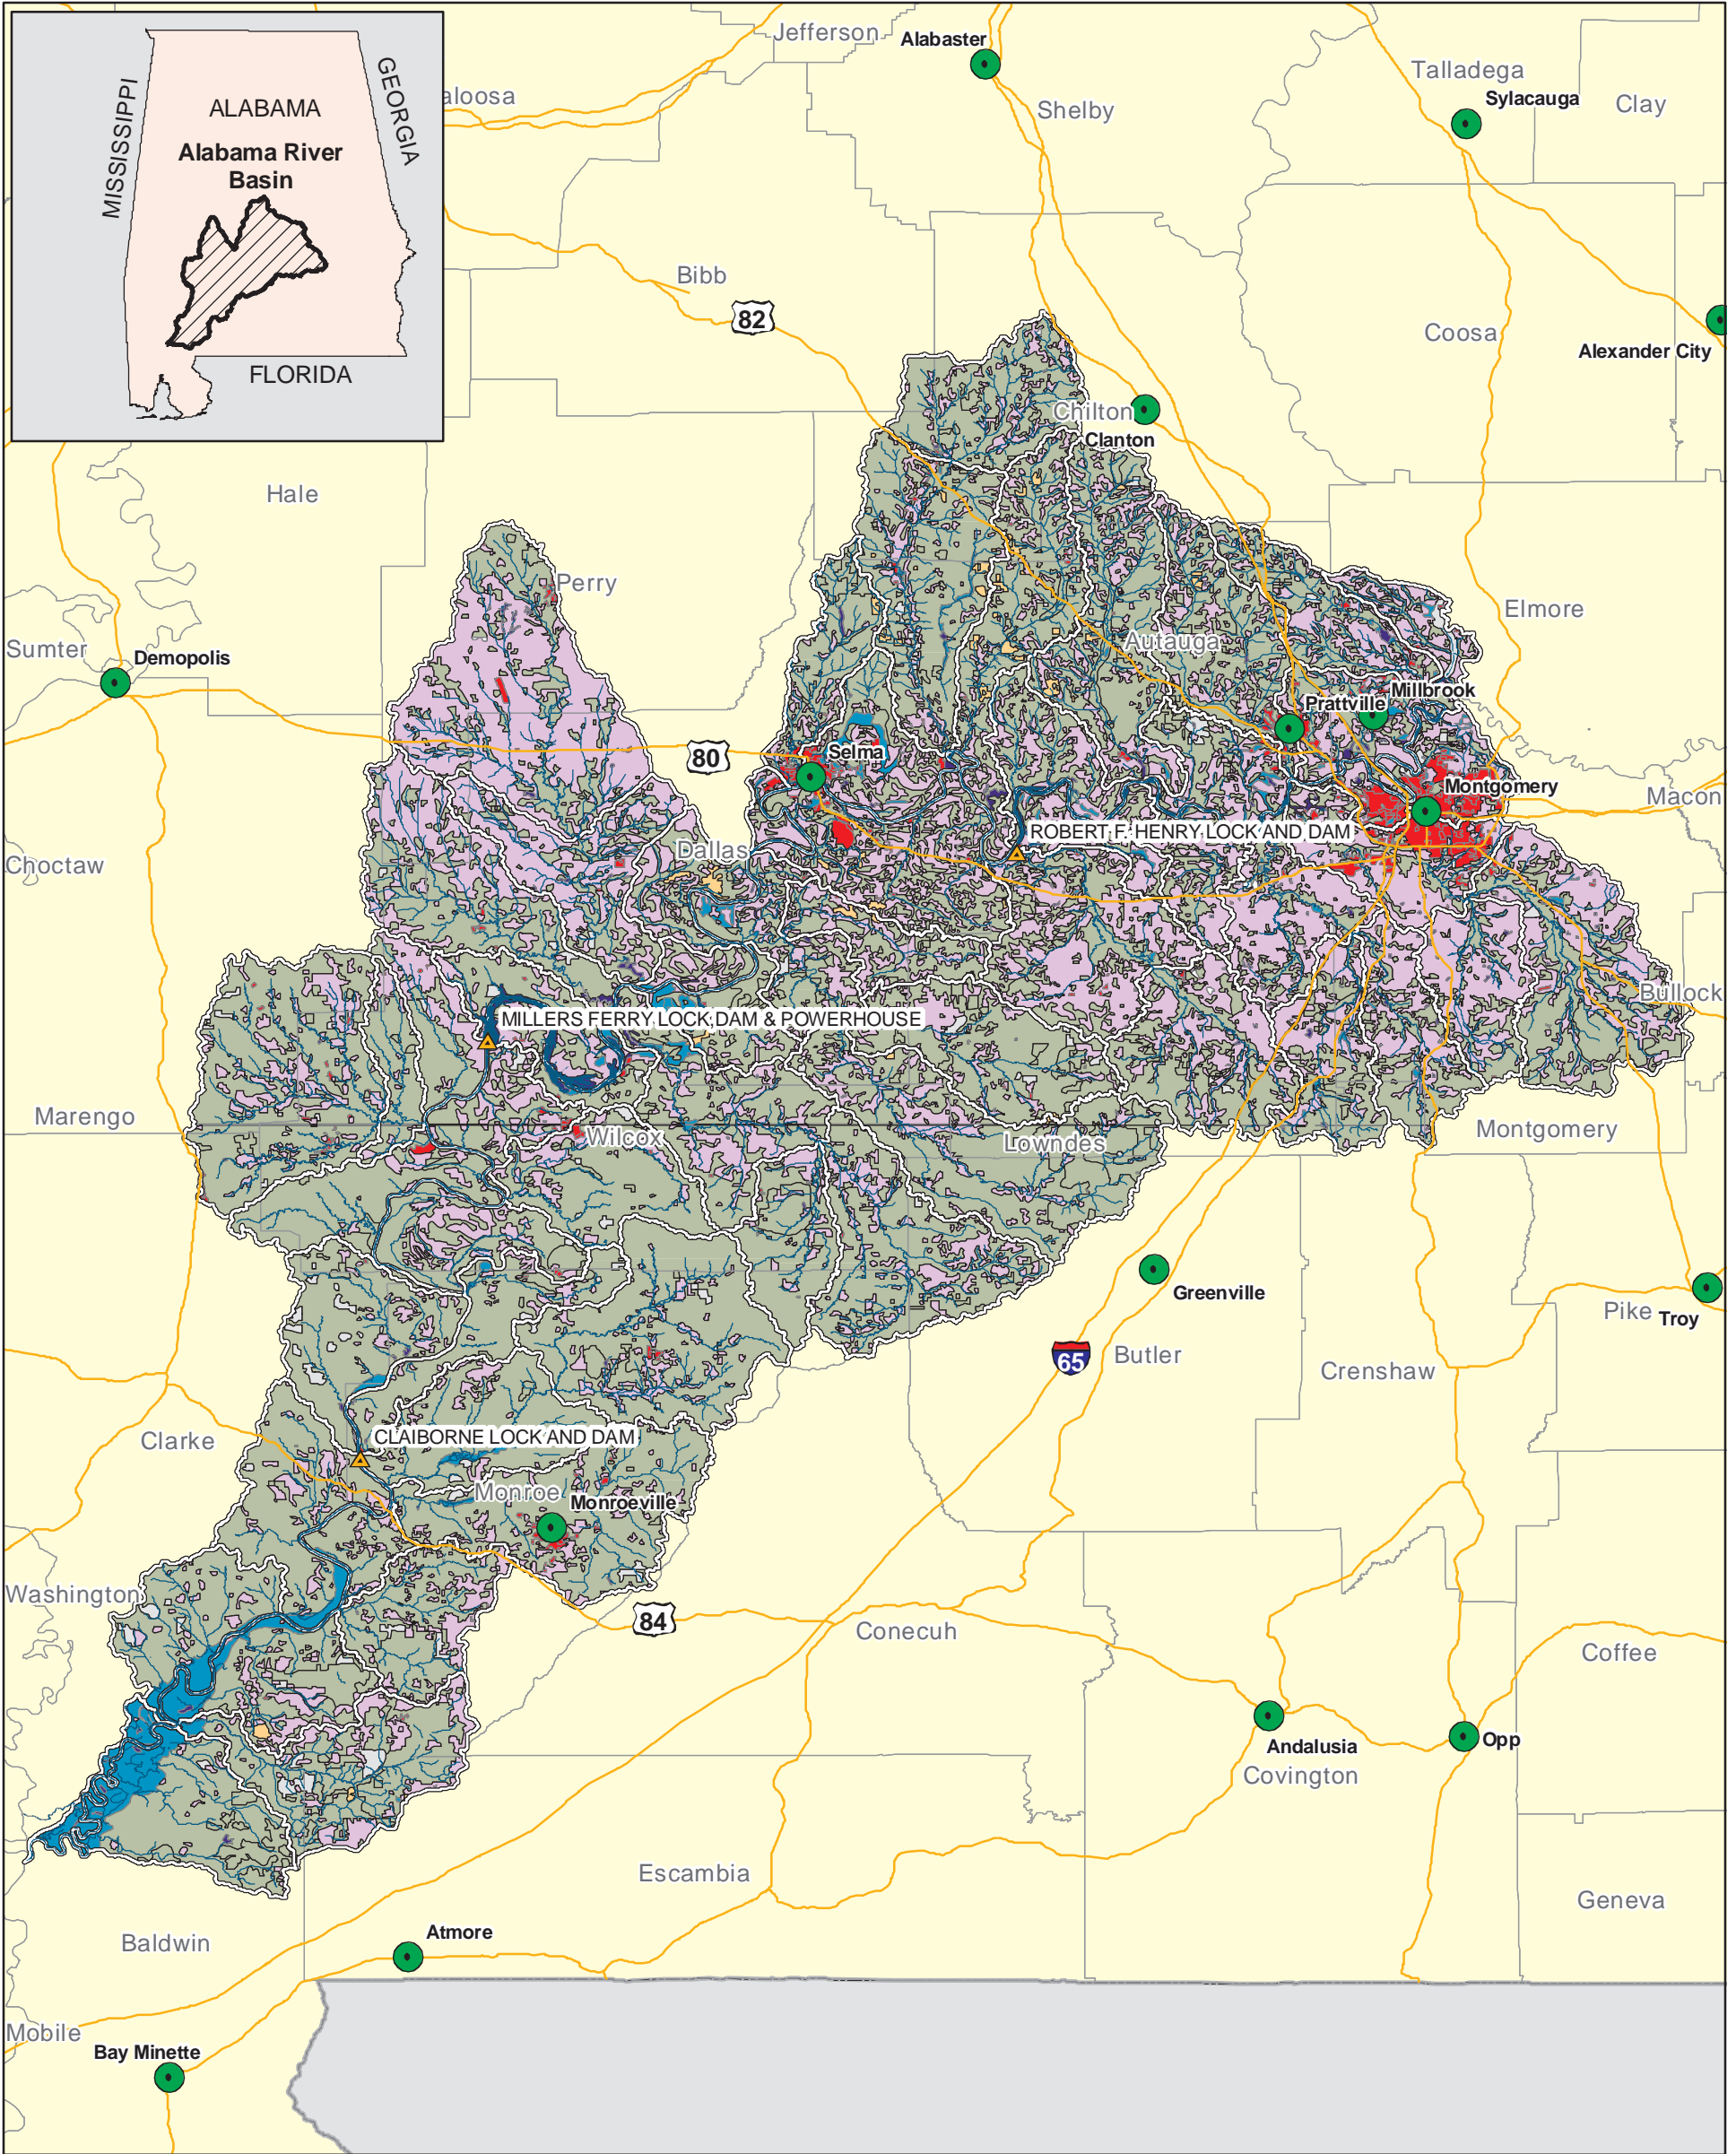 MISSISSIPPI
ALABAMA
GEORGIA
Alabama River
Basin
FLORIDA
Jefferson
Alabaster
Talladega
Sylacauga
Clay
aloosa
Shelby
Bibb
82
Coosa
Alexander City
Chilton
Clanton
Hale
Perry
Elmore
Sumter
Demopolis
Autauga
Millbrook
Prattville
80
Selma
Montgomery
Macon
ROBERT F. HENRY LOCK AND DAM
Dallas
Choctaw
Bullock
MILLERS FERRY LOCK,DAM & POWERHOUSE
Marengo
Wilcox
Lowndes
Montgomery
Greenville
Pike
Troy
65
Butler
Crenshaw
Clarke
CLAIBORNE LOCK AND DAM
Monroe
Monroeville
Washington
84
Conecuh
Coffee
Opp
Andalusia
Covington
Escambia
Geneva
Baldwin
Atmore
Mobile
Bay Minette